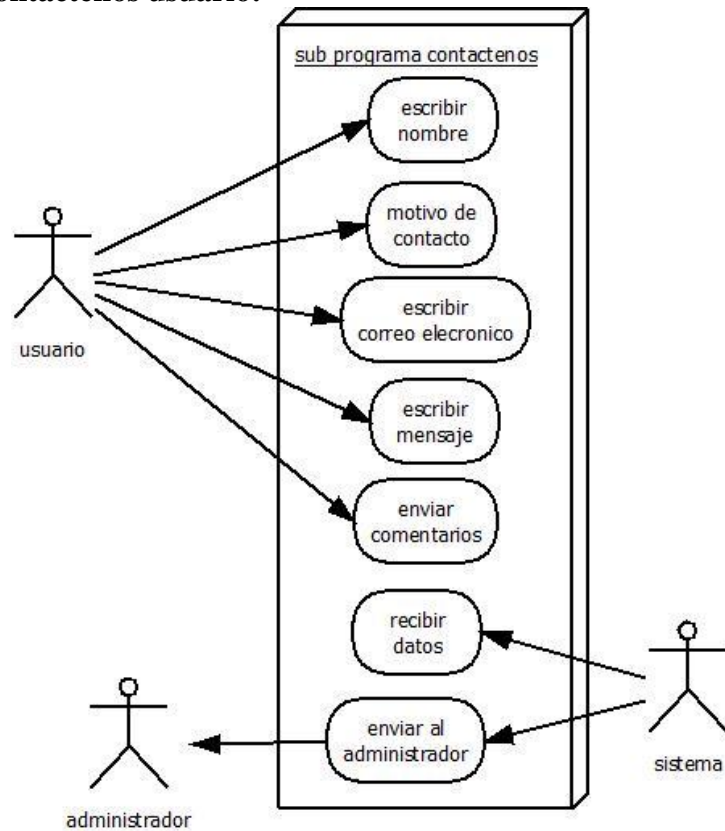 contactenos usuario.
sub programa contactenos
escribir
nombre
motivo de
contacto
escribir
correo elecronico
usuario
escribir
mensaje
enviar
comentarios
recibir
datos
enviar al
administrador
sistema
administrador